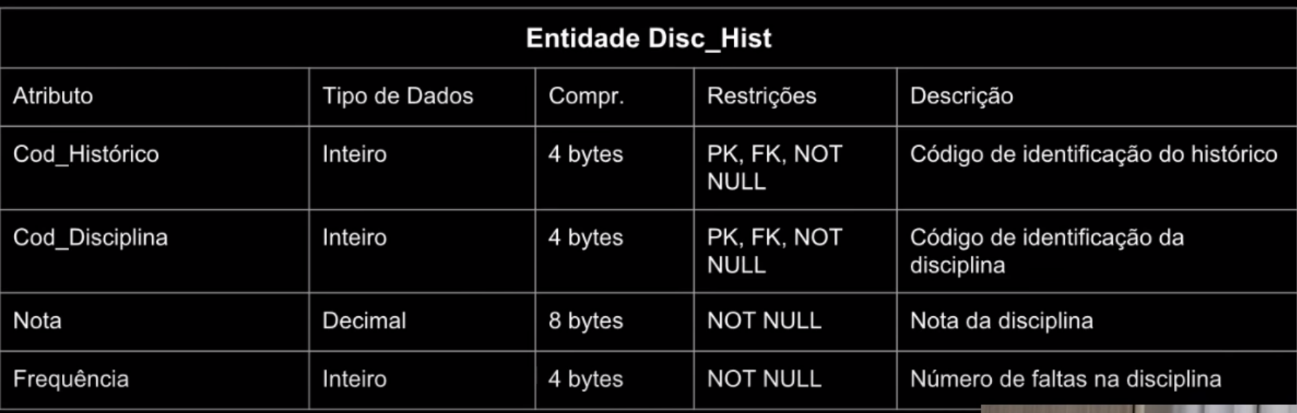 Entidade Disc_Hist
Atributo Tipo de Dados Compr. Restrições Descrição
Cod_Histórico Inteiro 4 bytes PK, FK, NOT NULL Código de identificação do histórico
Cod_Disciplina Inteiro 4 bytes PK, FK, NOT NULL Código de identificação da disciplina
Nota Decimal 8 bytes NOT NULL Nota da disciplina
Frequência Inteiro 4 bytes NOT NULL Número de faltas na disciplina